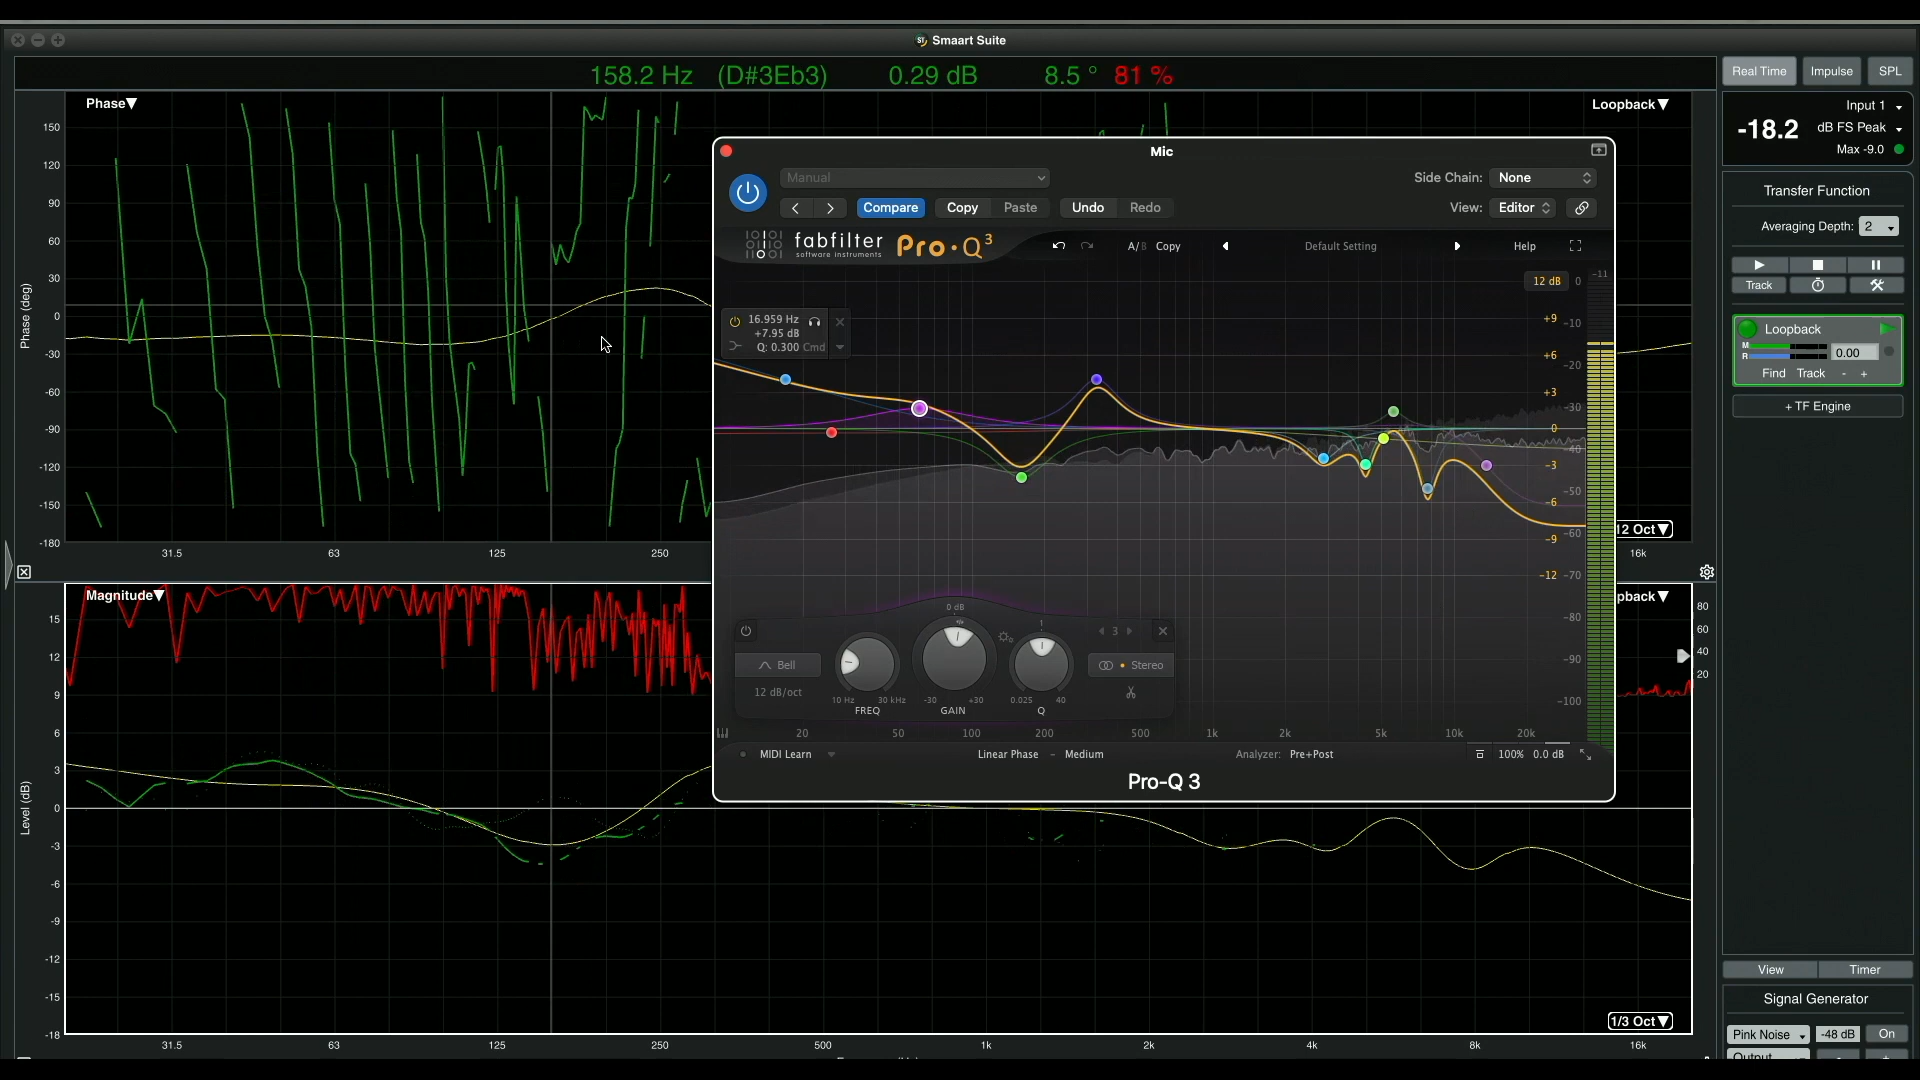 Smaart Suite
158.2 Hz (D#3Eb3) 0.29 dB 8.5 ° 81 %
Real Time Impulse SPL
Phase▼
Loopback▼
Input 1
-18.2 dB FS Peak
Max -9.0
Transfer Function
Averaging Depth: 2
Track
Loopback
M
R
0.00
Find Track - +
+ TF Engine
Phase (deg)
150
120
90
60
30
0
-30
-60
-90
-120
-150
-180
31.5 63 125 250 16k
12 Oct▼
Mic
Manual
Side Chain: None
Compare Copy Paste Undo Redo
View: Editor
fabfilter
software instruments
Pro·Q³
A/B Copy
Default Setting
Help
12 dB 0 -11
16.959 Hz
+7.95 dB
Q: 0.300 Cmd
+9 -10
+6 -20
+3 -30
0 -40
-3
-6 -50
-9 -60
-12 -70
-80
-90
-100
0 dB
1
3
Bell
12 dB/oct
10 Hz 30 kHz
FREQ
-30 +30
GAIN
0.025 40
Q
Stereo
20 50 100 200 500 1k 2k 5k 10k 20k
MIDI Learn
Linear Phase - Medium
Analyzer: Pre+Post
100% 0.0 dB
Pro-Q 3
Magnitude▼
pback▼
80
60
40
20
Level (dB)
15
12
9
6
3
0
-3
-6
-9
-12
-15
-18
1/3 Oct▼
31.5 63 125 250 500 1k 2k 4k 8k 16k
View Timer
Signal Generator
Pink Noise -48 dB On
Output